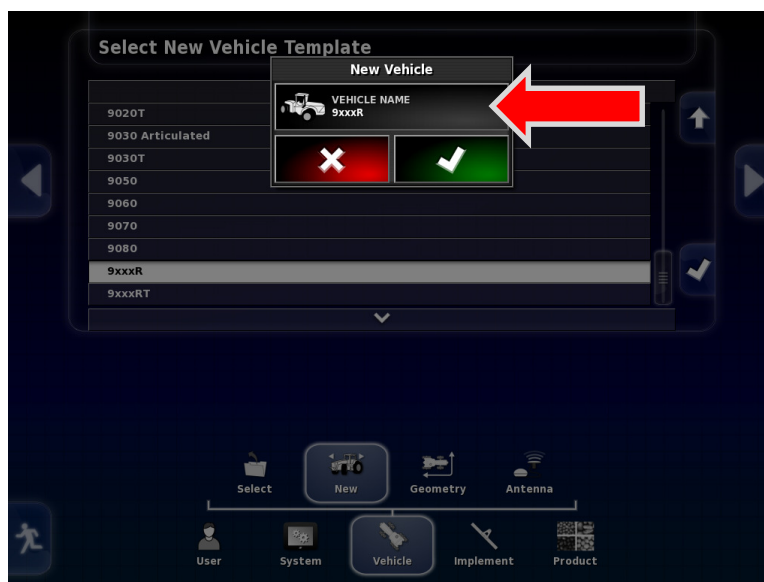 Select New Vehicle Template
New Vehicle
VEHICLE NAME
9xxxR
9020T
9030 Articulated
9030T
9050
9060
9070
9080
9xxxR
9xxxRT
Select
New
Geometry
Antenna
User
System
Vehicle
Implement
Product